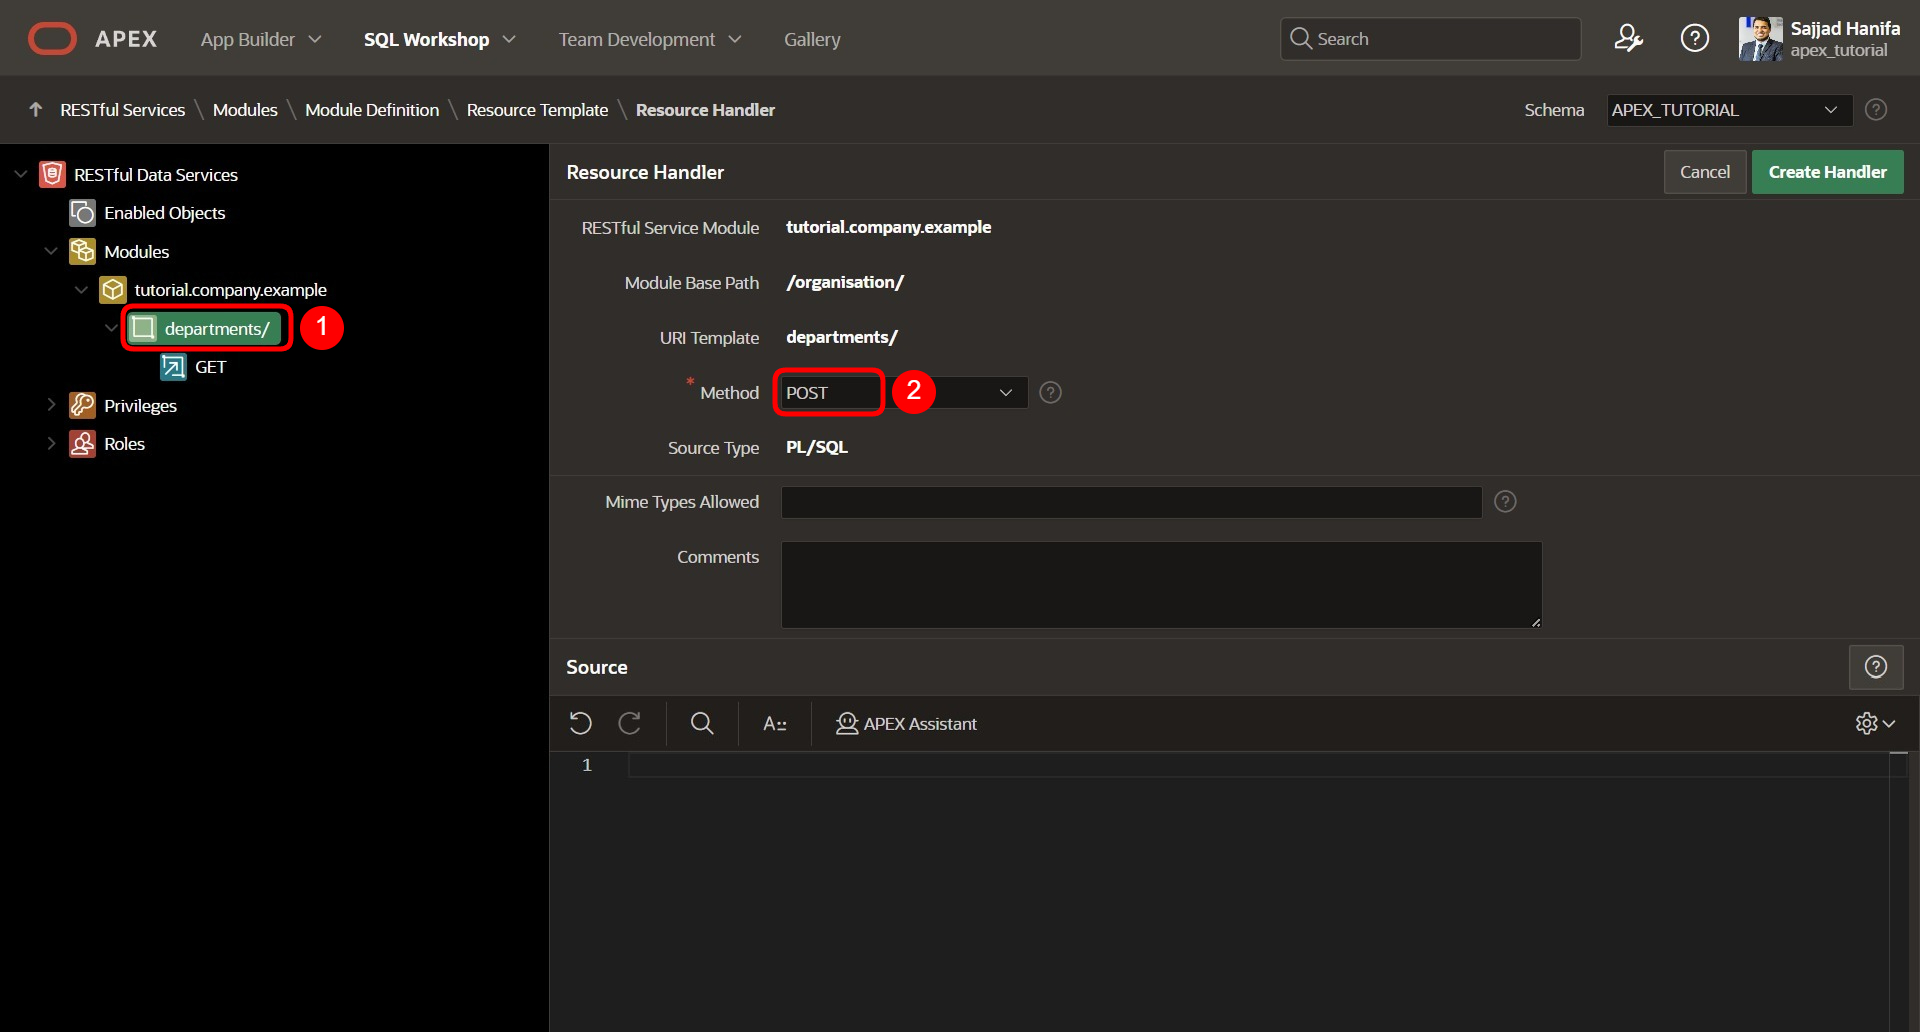 APEX
App Builder
SQL Workshop
Team Development
Gallery
Search
Sajjad Hanifa
apex_tutorial
RESTful Services \ Modules \ Module Definition \ Resource Template \ Resource Handler
Schema
APEX_TUTORIAL
RESTful Data Services
Enabled Objects
Modules
tutorial.company.example
departments/
1
GET
Privileges
Roles
Resource Handler
Cancel
Create Handler
RESTful Service Module
tutorial.company.example
Module Base Path
/organisation/
URI Template
departments/
* Method
POST
2
Source Type
PL/SQL
Mime Types Allowed
Comments
Source
A::
APEX Assistant
1